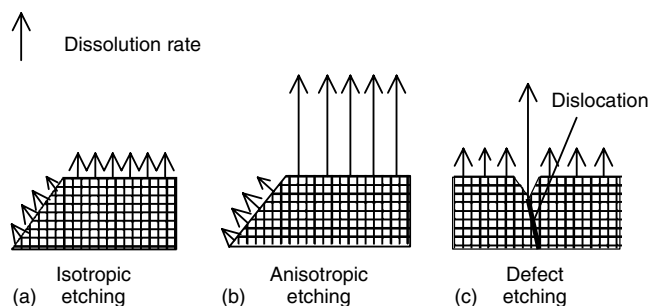 Dissolution rate
Dislocation
(a) Isotropic etching
(b) Anisotropic etching
(c) Defect etching